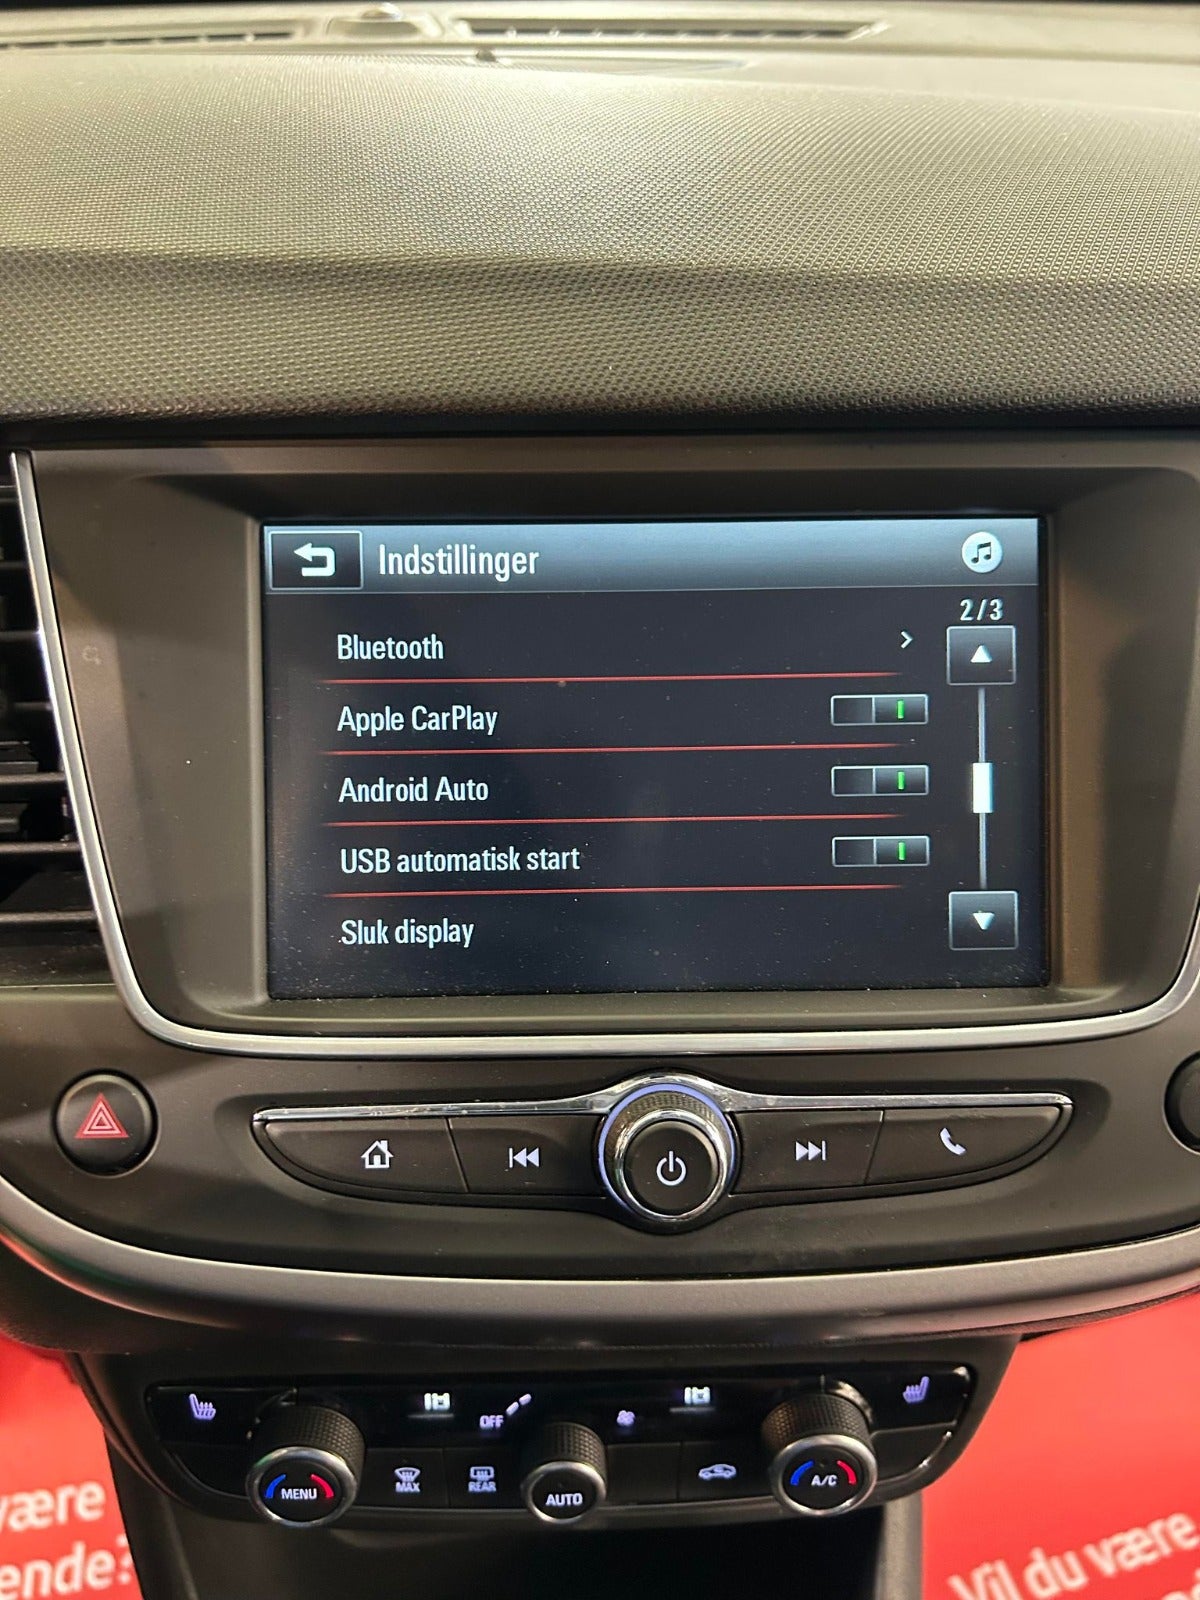 Indstillinger
2/3
Bluetooth
Apple CarPlay
Android Auto
USB automatisk start
Sluk display
OFF
MENU
MAX
REAR
AUTO
A/C
være
ende?
Vil du være